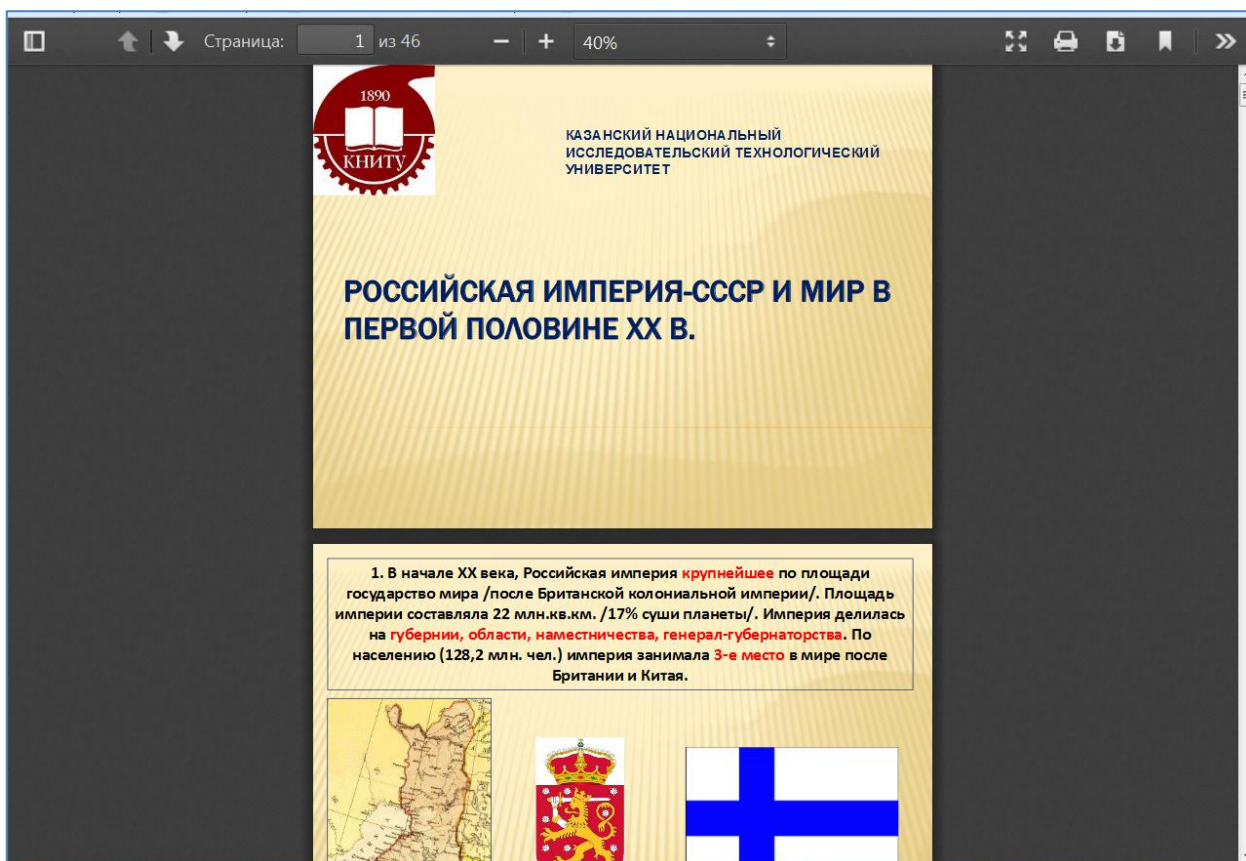 Страница: 1 из 46 40%
1890
КНИТУ
КАЗАНСКИЙ НАЦИОНАЛЬНЫЙ
ИССЛЕДОВАТЕЛЬСКИЙ ТЕХНОЛОГИЧЕСКИЙ
УНИВЕРСИТЕТ
РОССИЙСКАЯ ИМПЕРИЯ-СССР И МИР В
ПЕРВОЙ ПОЛОВИНЕ XX В.
1. В начале XX века, Российская империя крупнейшее по площади
государство мира /после Британской колониальной империи/. Площадь
империи составляла 22 млн.кв.км. /17% суши планеты/. Империя делилась
на губернии, области, наместничества, генерал-губернаторства. По
населению (128,2 млн. чел.) империя занимала 3-е место в мире после
Британии и Китая.